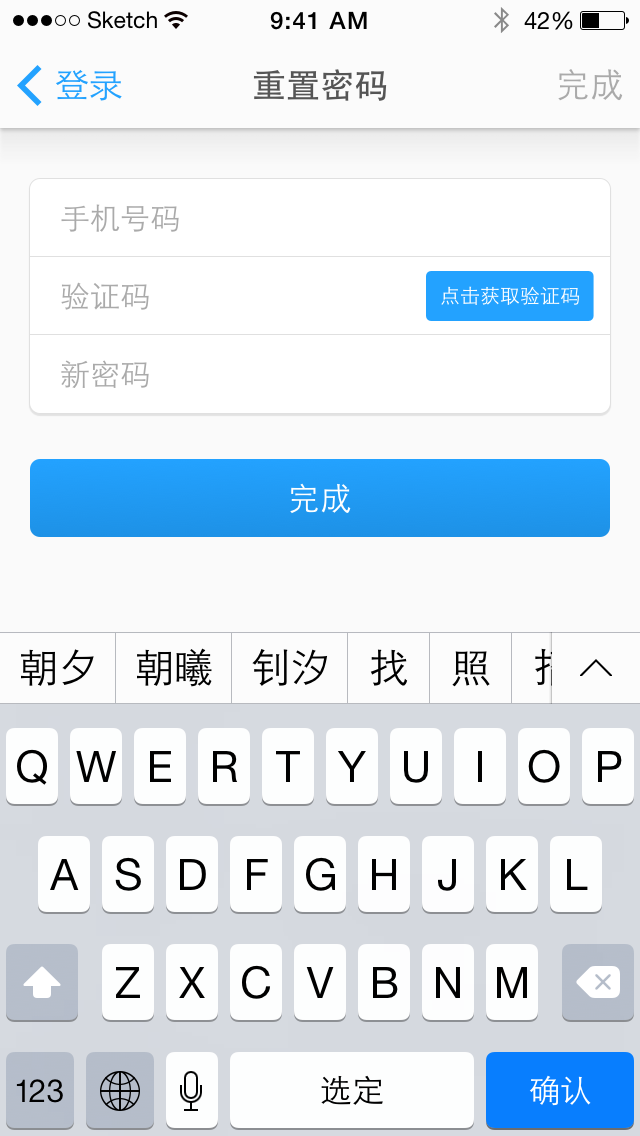 Sketch 9:41 AM 42%
登录 重置密码 完成
手机号码
验证码 点击获取验证码
新密码
完成
朝夕 朝曦 钊汐 找 照
Q W E R T Y U I O P
A S D F G H J K L
Z X C V B N M
123 选定 确认